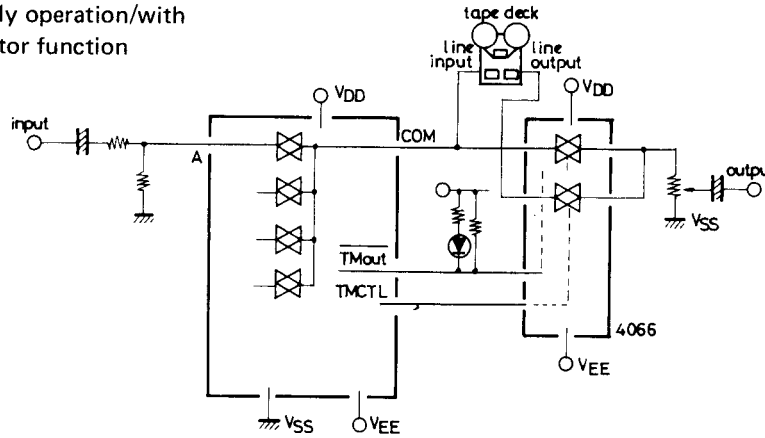 ly operation/with
tor function
tape deck
line input
line output
VDD
VDD
input
A
COM
output
VSS
TMout
TMCTL
4066
VEE
VSS
VEE